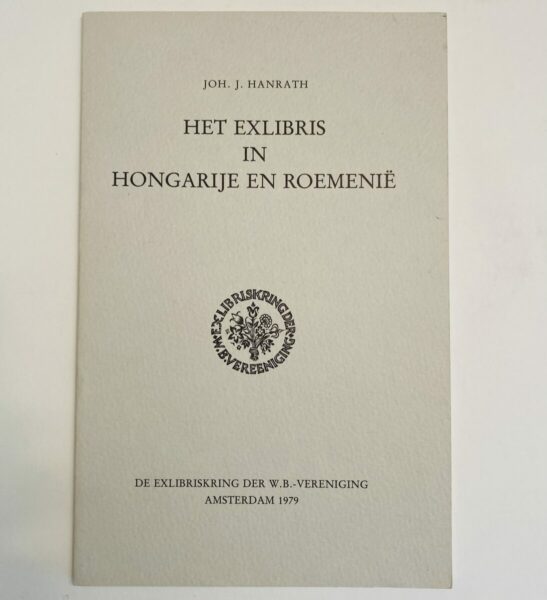 JOH. J. HANRATH
HET EXLIBRIS
IN
HONGARIJE EN ROEMENIË
EXLIBRISKRING DER
W.B. VEREENIGING
DE EXLIBRISKRING DER W.B.-VERENIGING
AMSTERDAM 1979